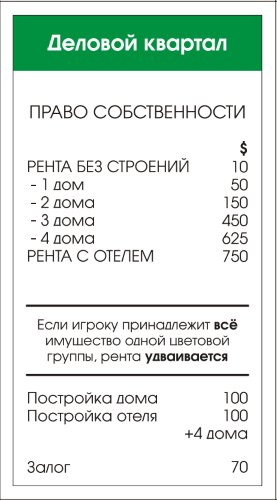 Деловой квартал
ПРАВО СОБСТВЕННОСТИ
$
РЕНТА БЕЗ СТРОЕНИЙ 10
- 1 дом 50
- 2 дома 150
- 3 дома 450
- 4 дома 625
РЕНТА С ОТЕЛЕМ 750
Если игроку принадлежит всё
имущество одной цветовой
группы, рента удваивается
Постройка дома 100
Постройка отеля 100
+4 дома
Залог 70